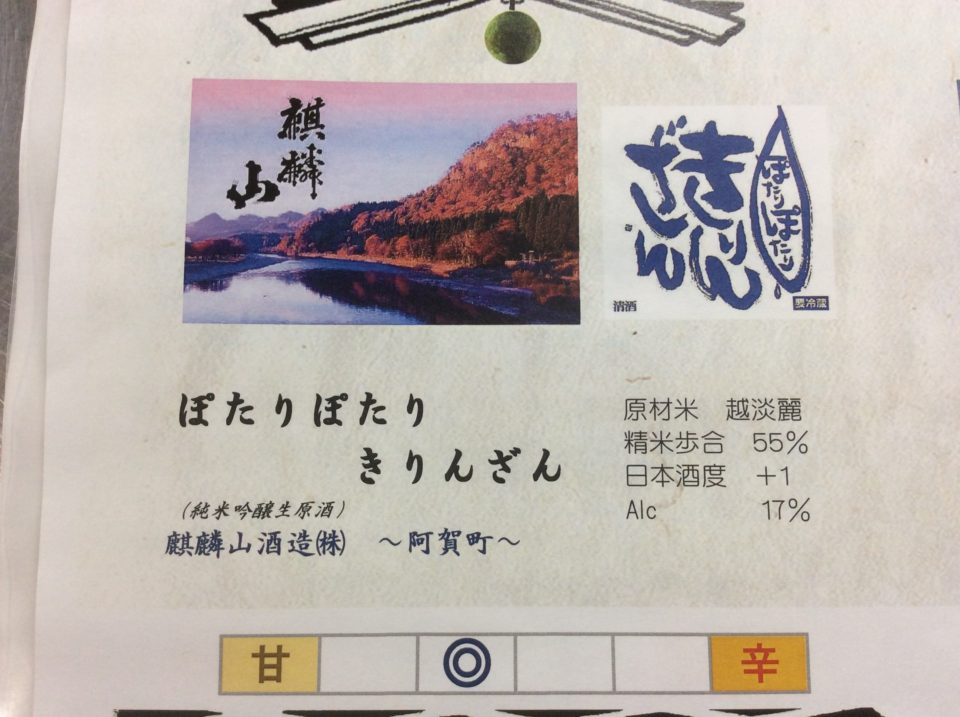 麒麟山
きりんざん
ぽたりぽたり
清酒
要冷蔵
ぽたりぽたり
きりんざん
(純米吟醸生原酒)
麒麟山酒造㈱ ～阿賀町～
原材米 越淡麗
精米歩合 55%
日本酒度 +1
Alc 17%
甘 ◎ 辛